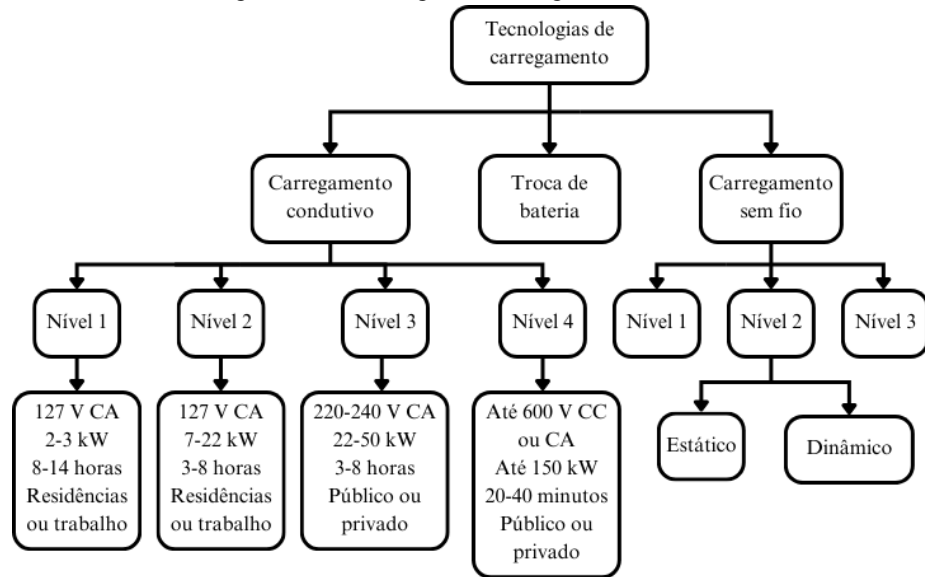 Tecnologias de
carregamento
Carregamento
condutivo
Troca de
bateria
Carregamento
sem fio
Nível 1
Nível 2
Nível 3
Nível 4
Nível 1
Nível 2
Nível 3
127 V CA
2-3 kW
8-14 horas
Residências
ou trabalho
127 V CA
7-22 kW
3-8 horas
Residências
ou trabalho
220-240 V CA
22-50 kW
3-8 horas
Público ou
privado
Até 600 V CC
ou CA
Até 150 kW
20-40 minutos
Público ou
privado
Estático
Dinâmico